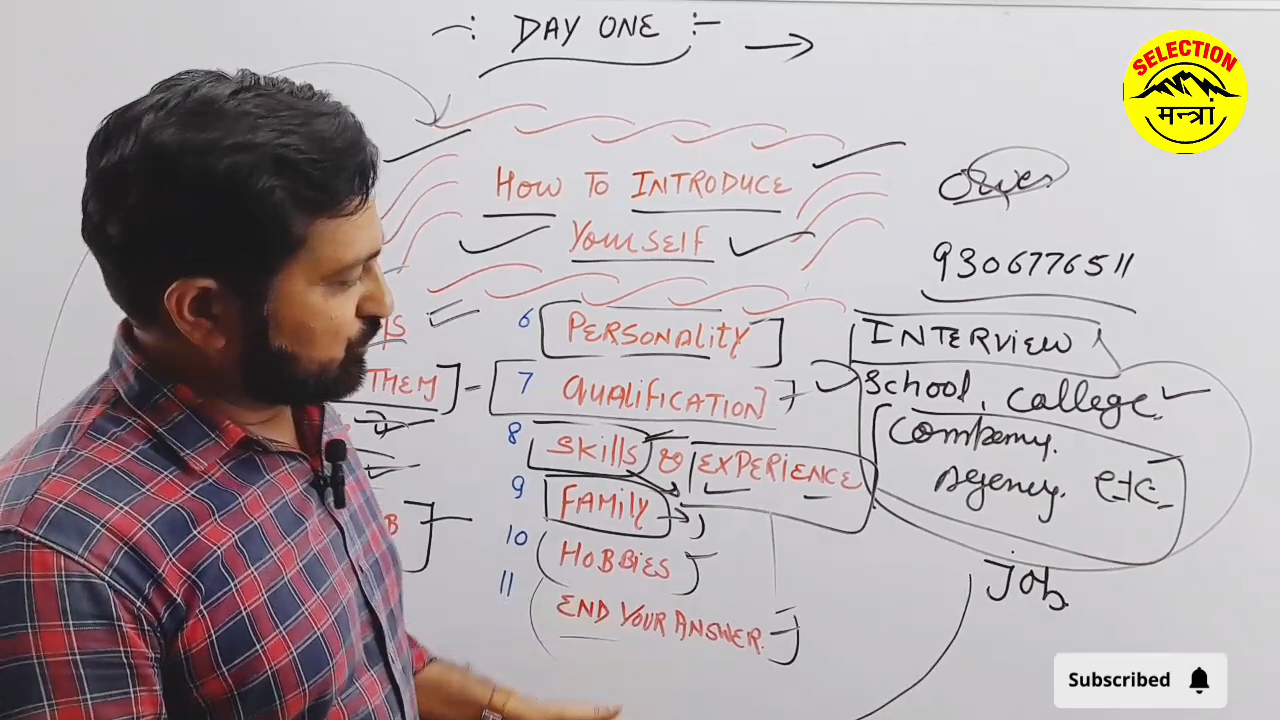 DAY ONE
SELECTION
मन्त्रां
HOW TO INTRODUCE
YOURSELF
9306776511
6 PERSONALITY
INTERVIEW
THEM
7 QUALIFICATION
School, College.
8 Skills & EXPERIENCE
Company.
Agency. etc.
9 FAMILY
10 HOBBIES
11 END YOUR ANSWER.
Job
Subscribed